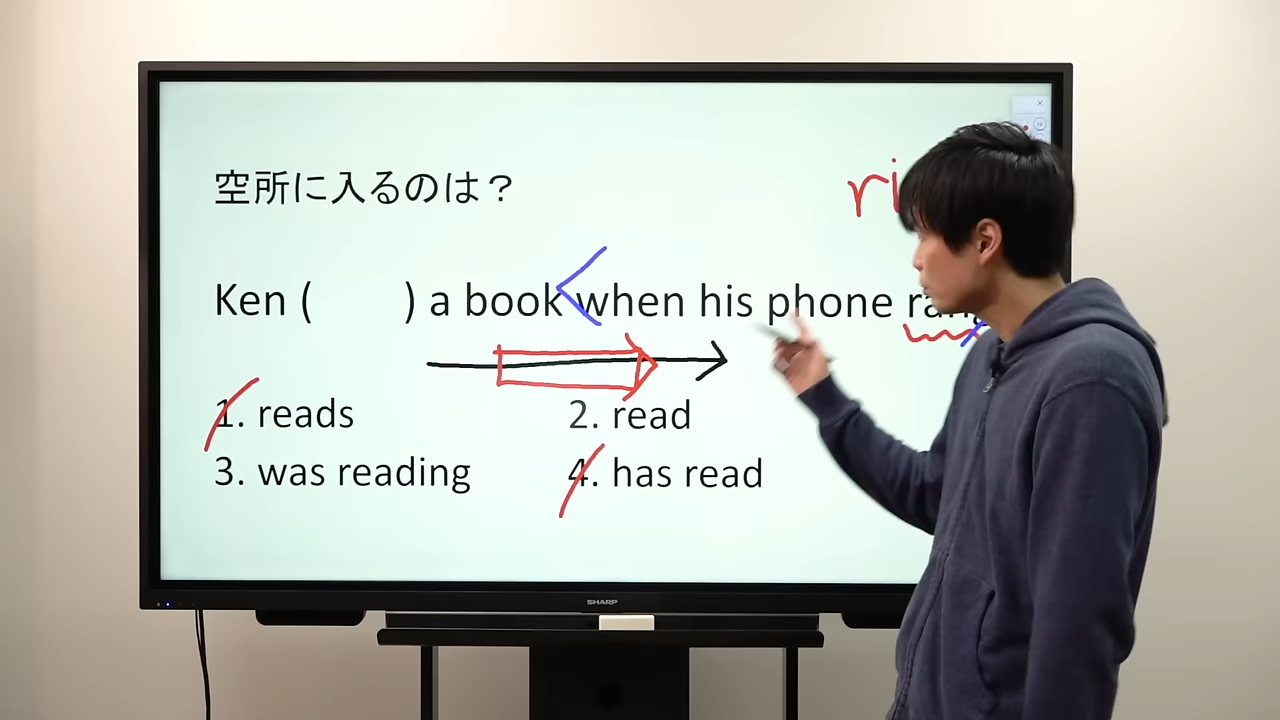 空所に入るのは？
ri
Ken ( ) a book when his phone rang
1. reads
2. read
3. was reading
4. has read
SHARP